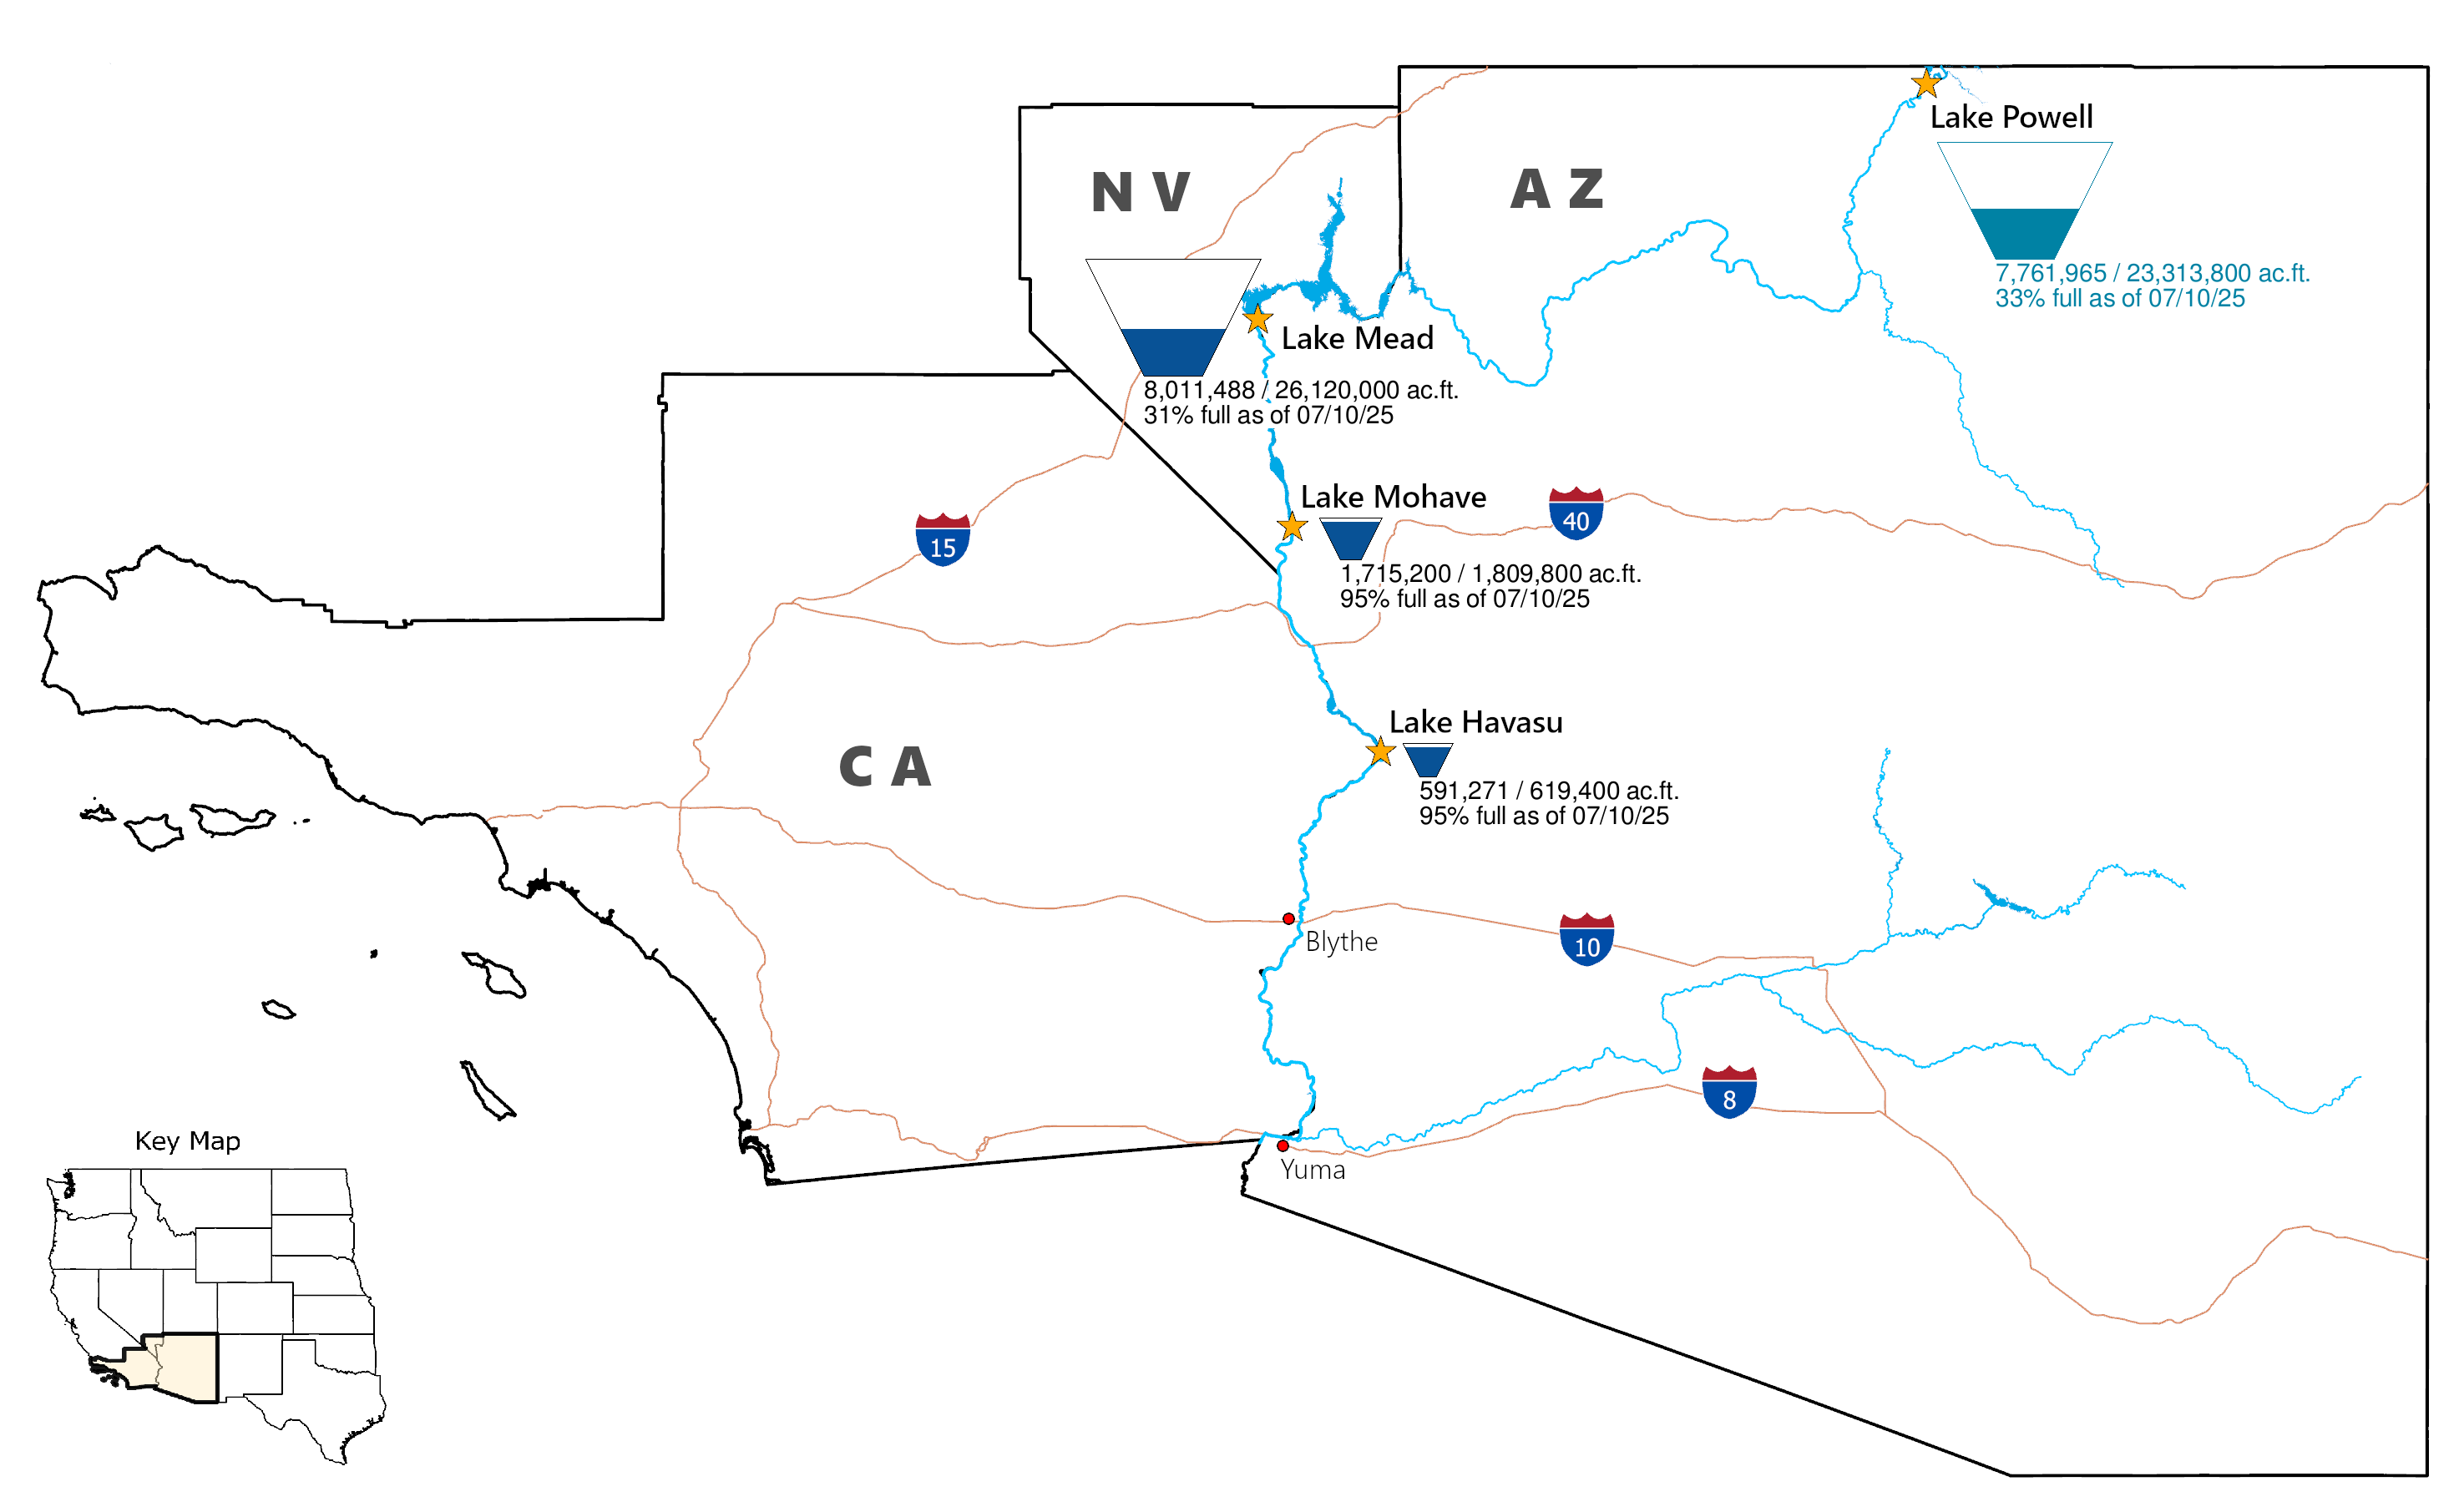 Lake Powell
N V
A Z
7,761,965 / 23,313,800 ac.ft.
33% full as of 07/10/25
Lake Mead
8,011,488 / 26,120,000 ac.ft.
31% full as of 07/10/25
Lake Mohave
40
15
1,715,200 / 1,809,800 ac.ft.
95% full as of 07/10/25
Lake Havasu
C A
591,271 / 619,400 ac.ft.
95% full as of 07/10/25
Blythe
10
8
Key Map
Yuma